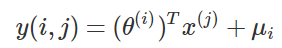 y(i, j) = (θ^{(i)})^T x^{(j)} + μ_i